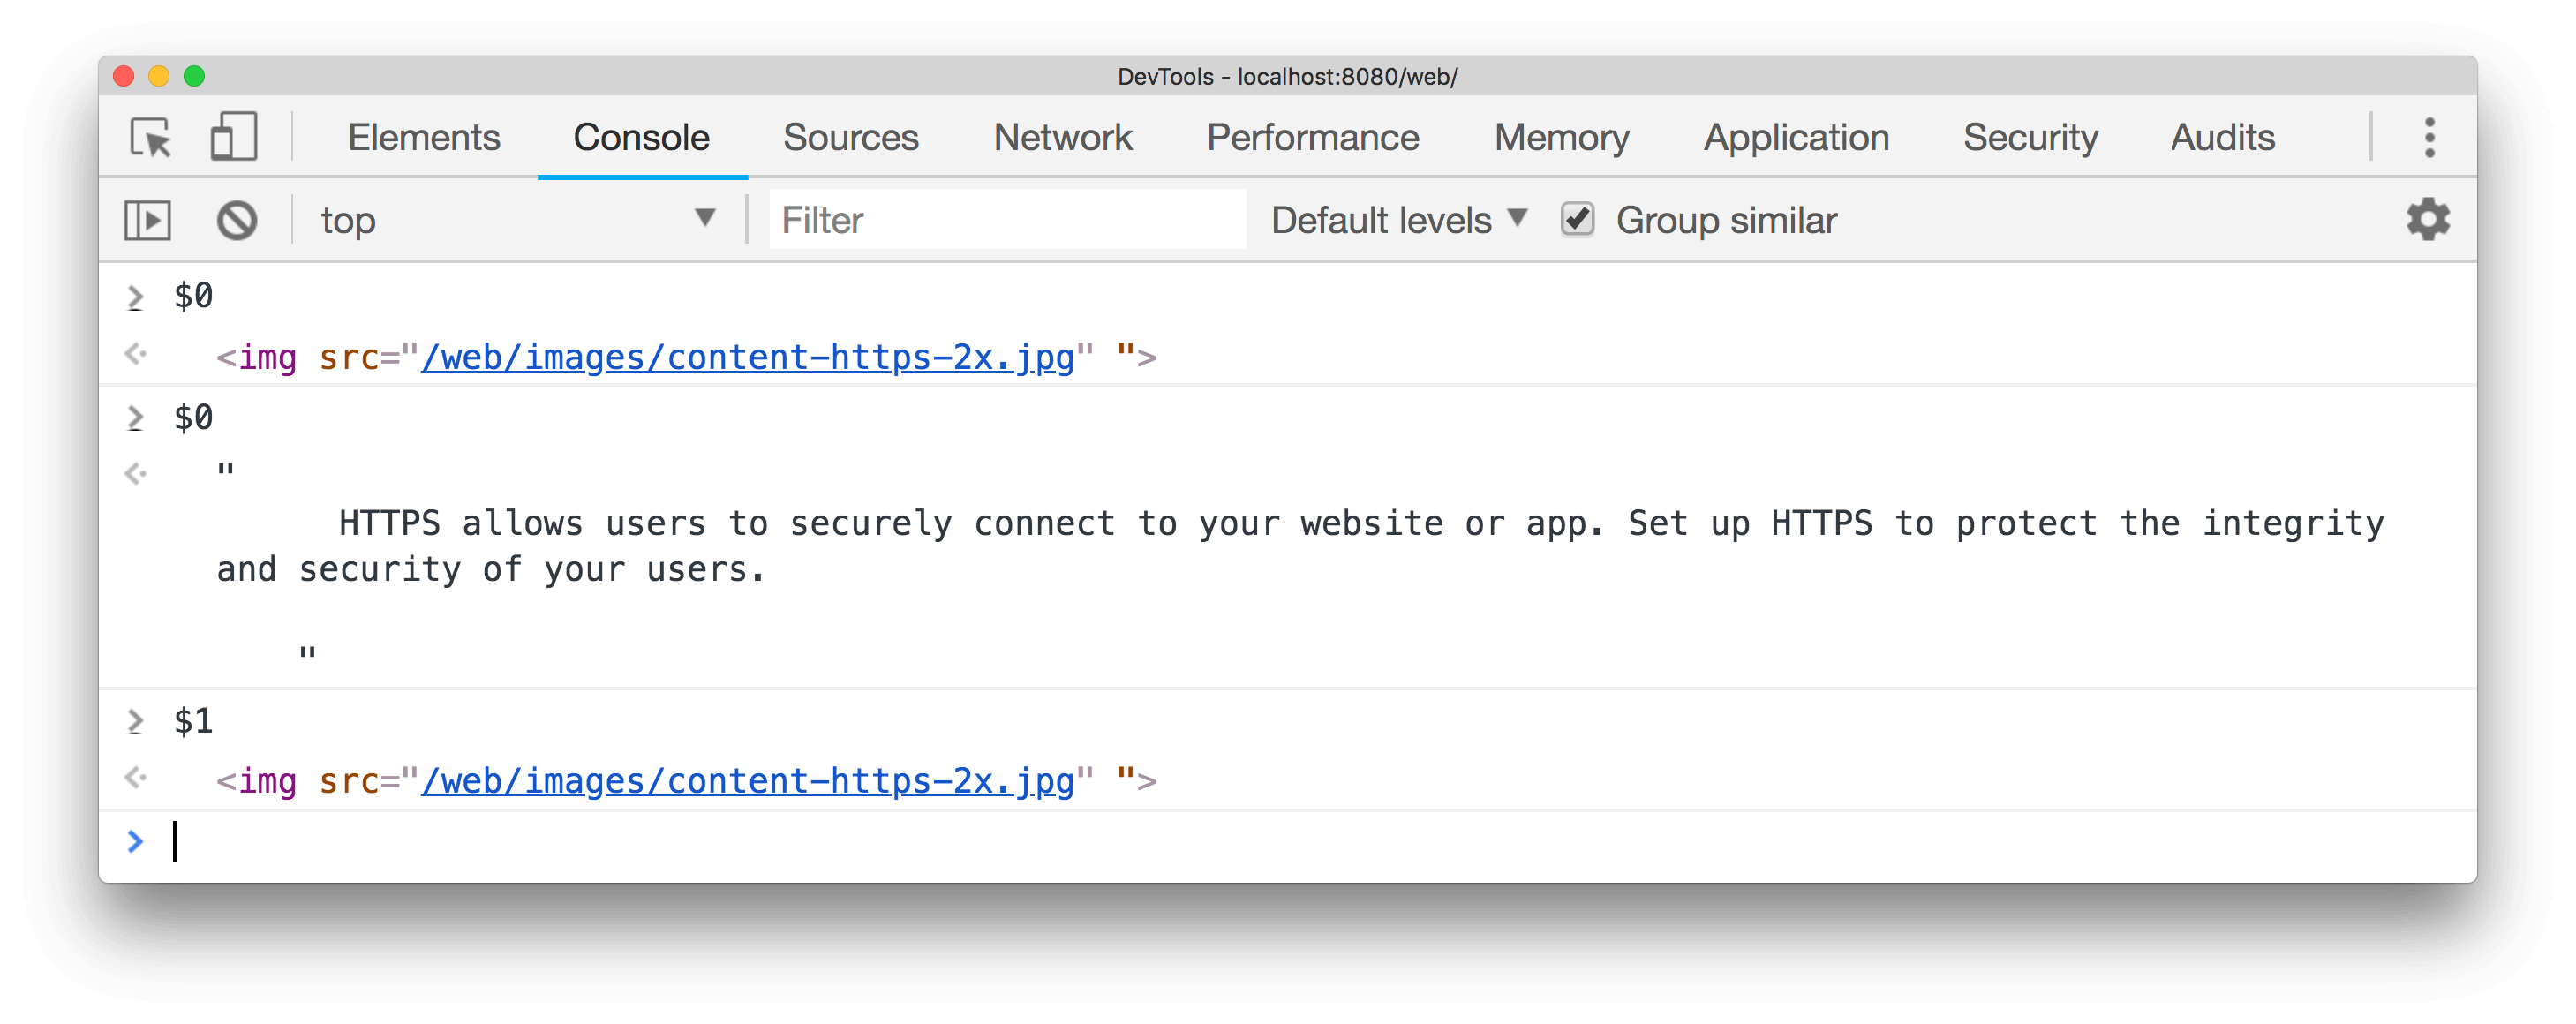 DevTools - localhost:8080/web/
Elements Console Sources Network Performance Memory Application Security Audits
top Filter Default levels Group similar
> $0
<img src="/web/images/content-https-2x.jpg" ">
> $0
"
HTTPS allows users to securely connect to your website or app. Set up HTTPS to protect the integrity
and security of your users.
"
> $1
<img src="/web/images/content-https-2x.jpg" ">
>